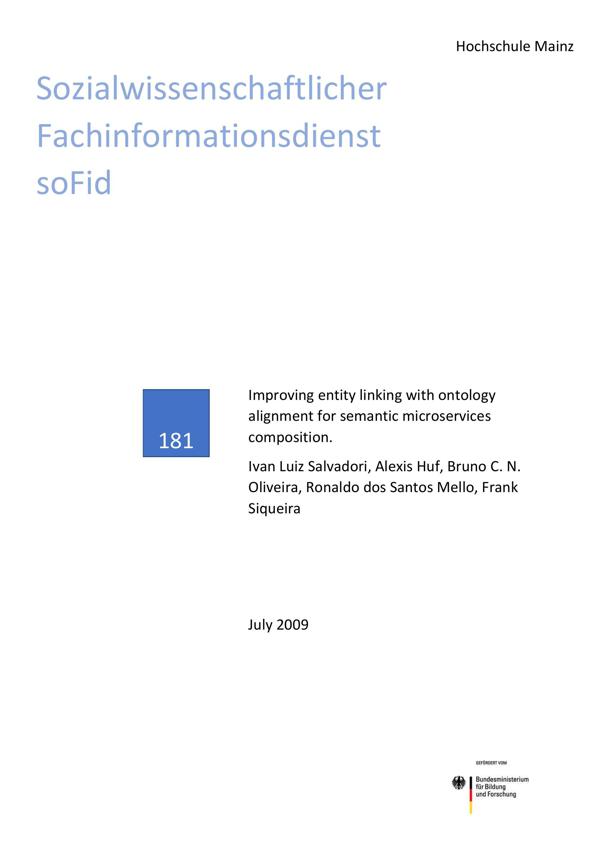 Hochschule Mainz
Sozialwissenschaftlicher
Fachinformationsdienst
soFid
181
Improving entity linking with ontology
alignment for semantic microservices
composition.
Ivan Luiz Salvadori, Alexis Huf, Bruno C. N.
Oliveira, Ronaldo dos Santos Mello, Frank
Siqueira
July 2009
GEFÖRDERT VOM
Bundesministerium
für Bildung
und Forschung